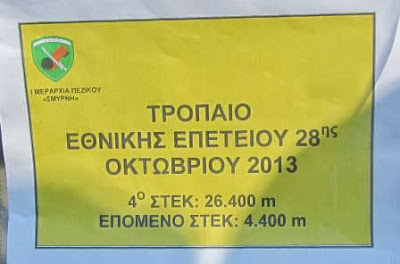 Ι ΜΕΡΑΡΧΙΑ ΠΕΖΙΚΟΥ
«ΣΜΥΡΝΗ»
ΤΡΟΠΑΙΟ
ΕΘΝΙΚΗΣ ΕΠΕΤΕΙΟΥ 28ης
ΟΚΤΩΒΡΙΟΥ 2013
4Ο ΣΤΕΚ: 26.400 m
ΕΠΟΜΕΝΟ ΣΤΕΚ: 4.400 m